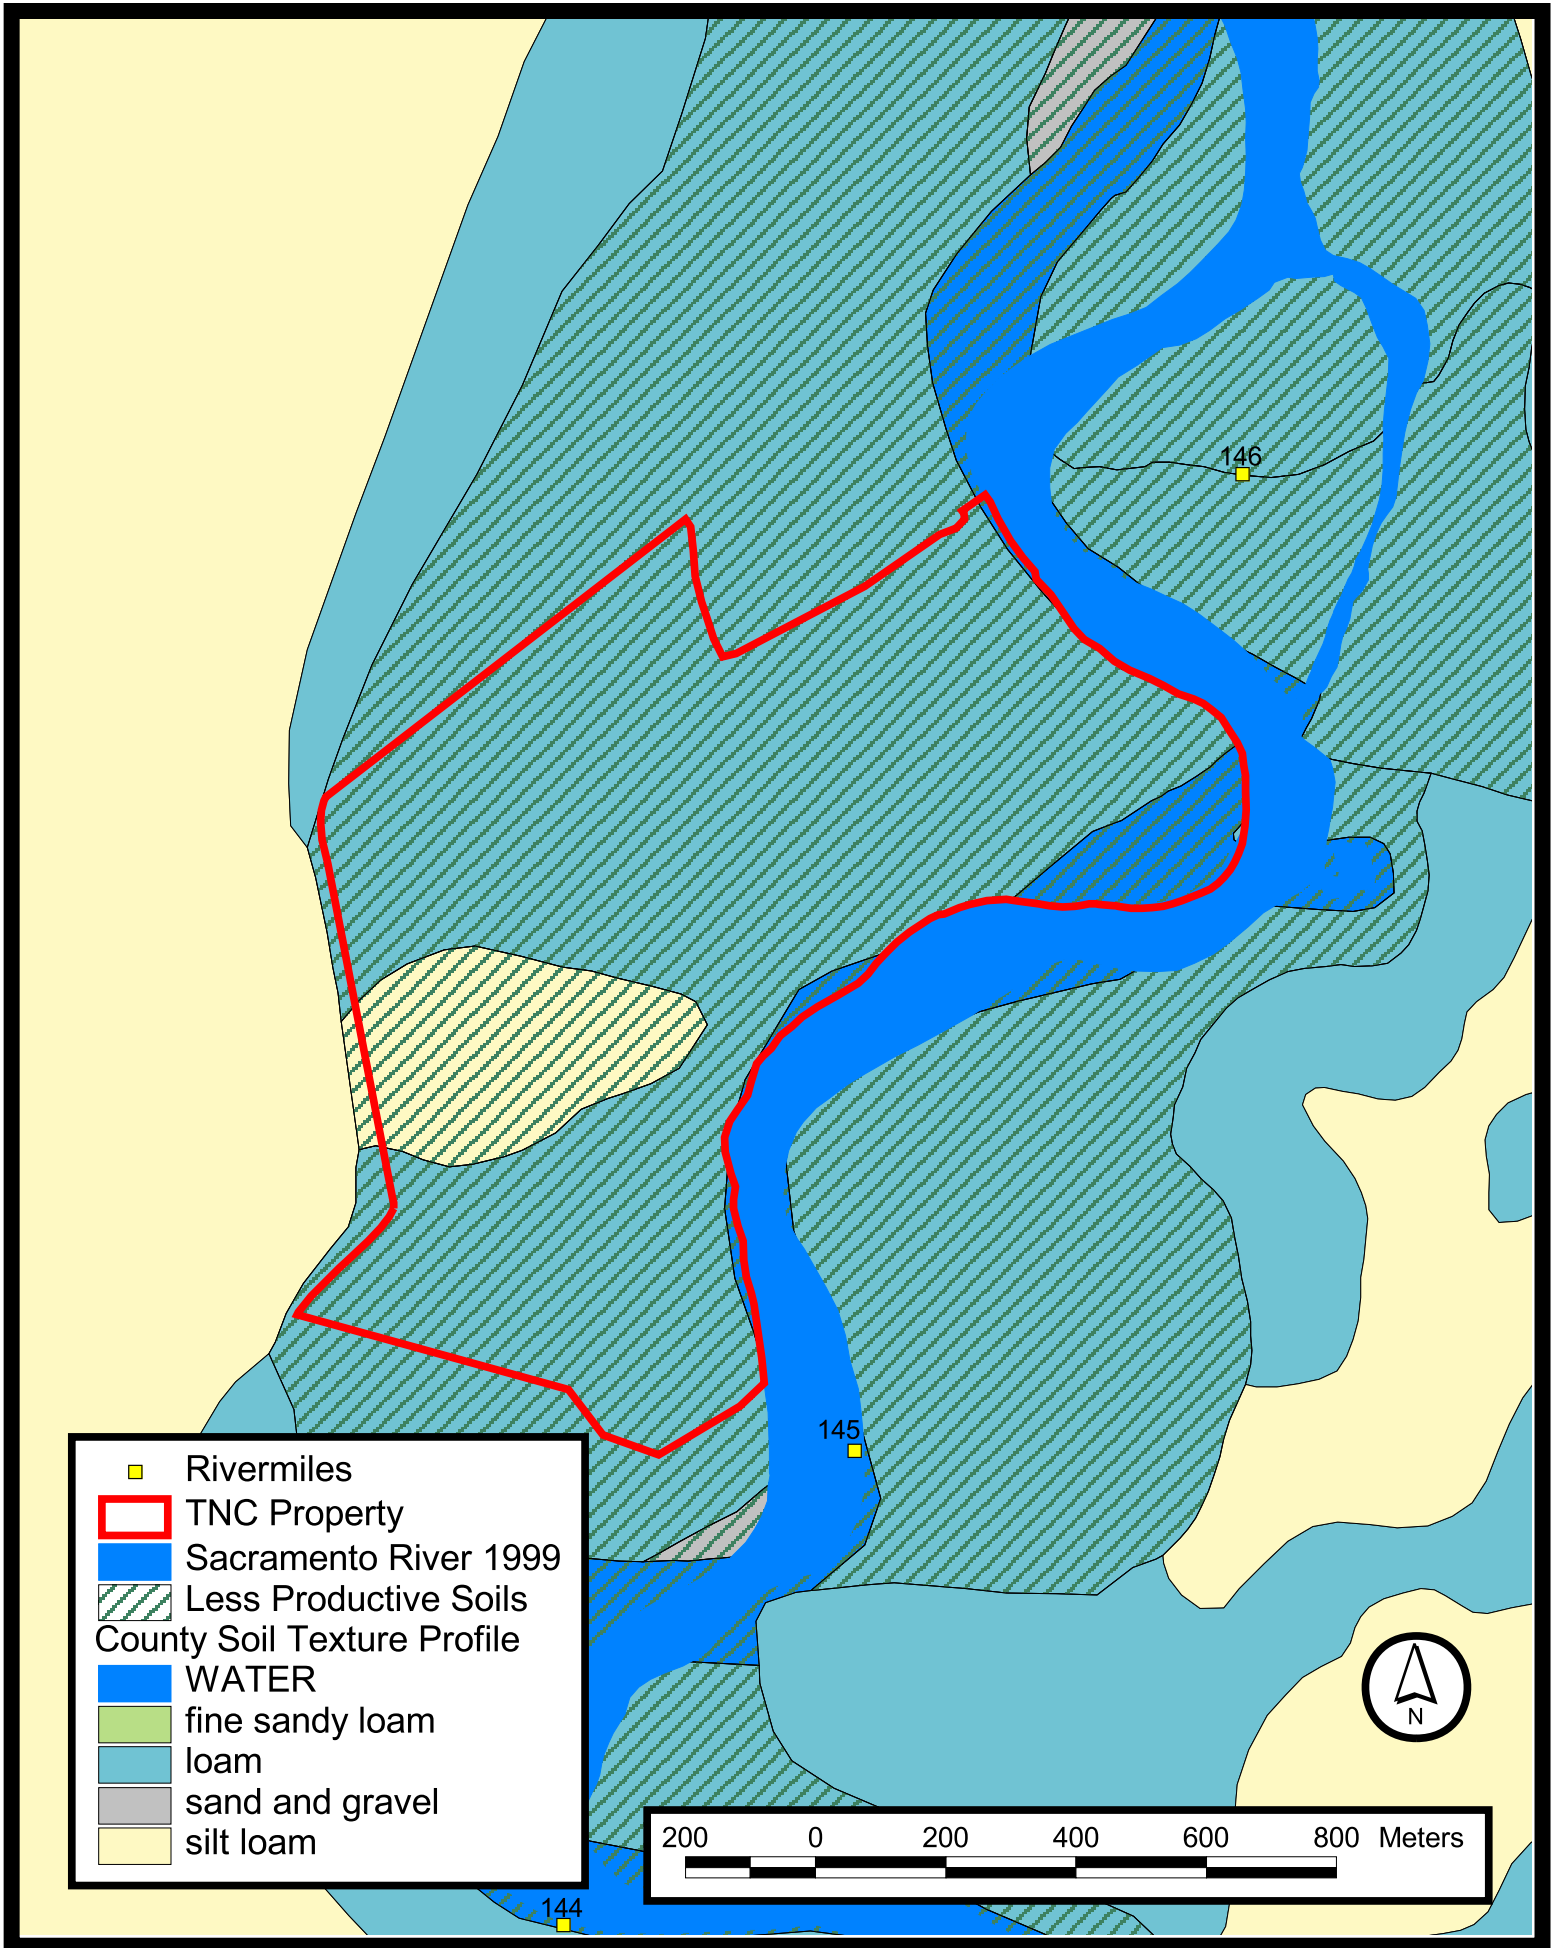 146
145
Rivermiles
TNC Property
Sacramento River 1999
Less Productive Soils
County Soil Texture Profile
WATER
fine sandy loam
loam
sand and gravel
silt loam
N
200 0 200 400 600 800 Meters
144